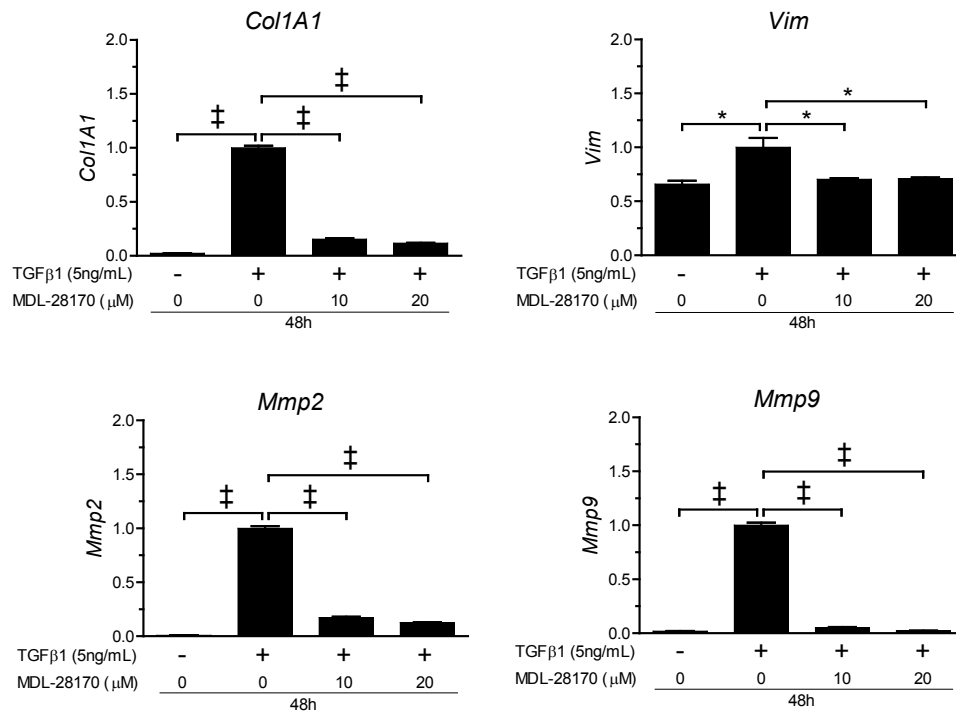 Col1A1
Col1A1
2.0
1.5
1.0
0.5
0.0
‡
‡ ‡
TGFβ1 (5ng/mL) - + + +
MDL-28170 (μM) 0 0 10 20
48h
Vim
Vim
2.0
1.5
1.0
0.5
0.0
*
* *
TGFβ1 (5ng/mL) - + + +
MDL-28170 (μM) 0 0 10 20
48h
Mmp2
Mmp2
2.0
1.5
1.0
0.5
0.0
‡
‡ ‡
TGFβ1 (5ng/mL) - + + +
MDL-28170 (μM) 0 0 10 20
48h
Mmp9
Mmp9
2.0
1.5
1.0
0.5
0.0
‡
‡ ‡
TGFβ1 (5ng/mL) - + + +
MDL-28170 (μM) 0 0 10 20
48h